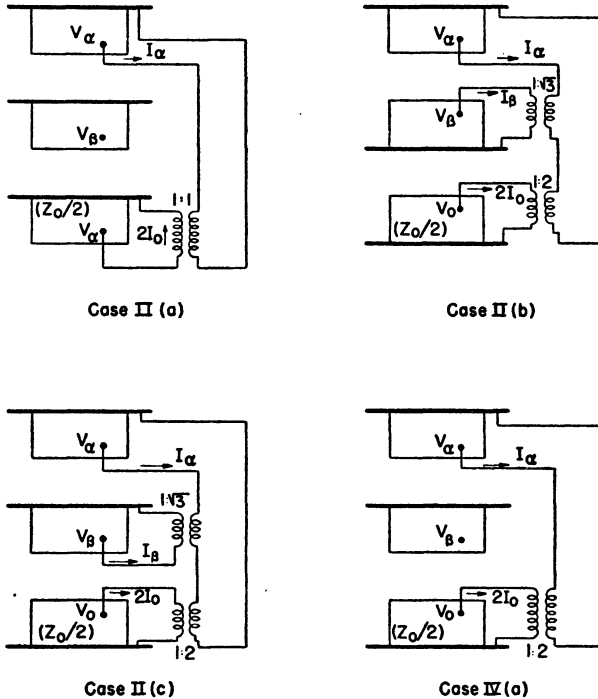 Vα
Iα
Vβ
(Z0/2)
Vα
2I0
1:1
Case II (a)
Vα
Iα
1:√3
Iβ
Vβ
1:2
2I0
V0
(Z0/2)
Case II (b)
Vα
Iα
1:√3
Vβ
Iβ
2I0
V0
(Z0/2)
1:2
Case II (c)
Vα
Iα
Vβ
2I0
V0
(Z0/2)
1:2
Case IV (a)